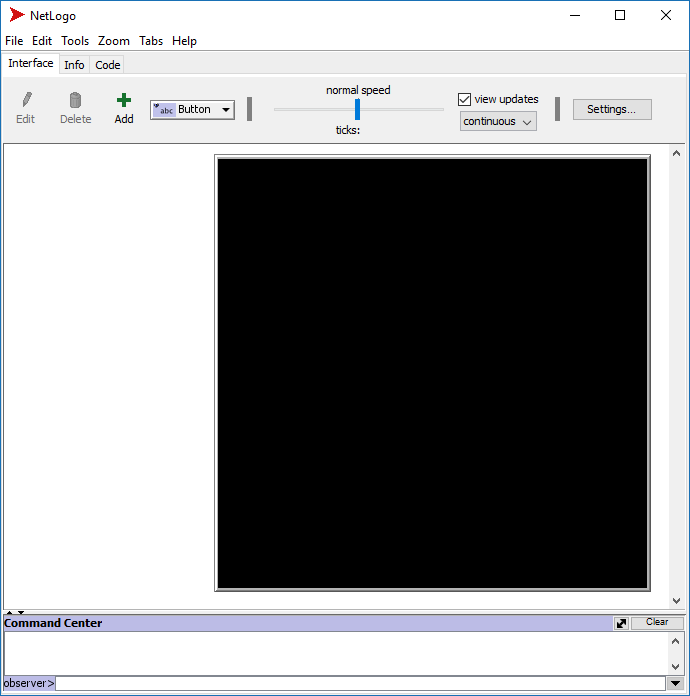 NetLogo
File Edit Tools Zoom Tabs Help
Interface Info Code
normal speed
view updates
abc Button
Settings...
Edit Delete Add
continuous
ticks:
Command Center
Clear
observer>